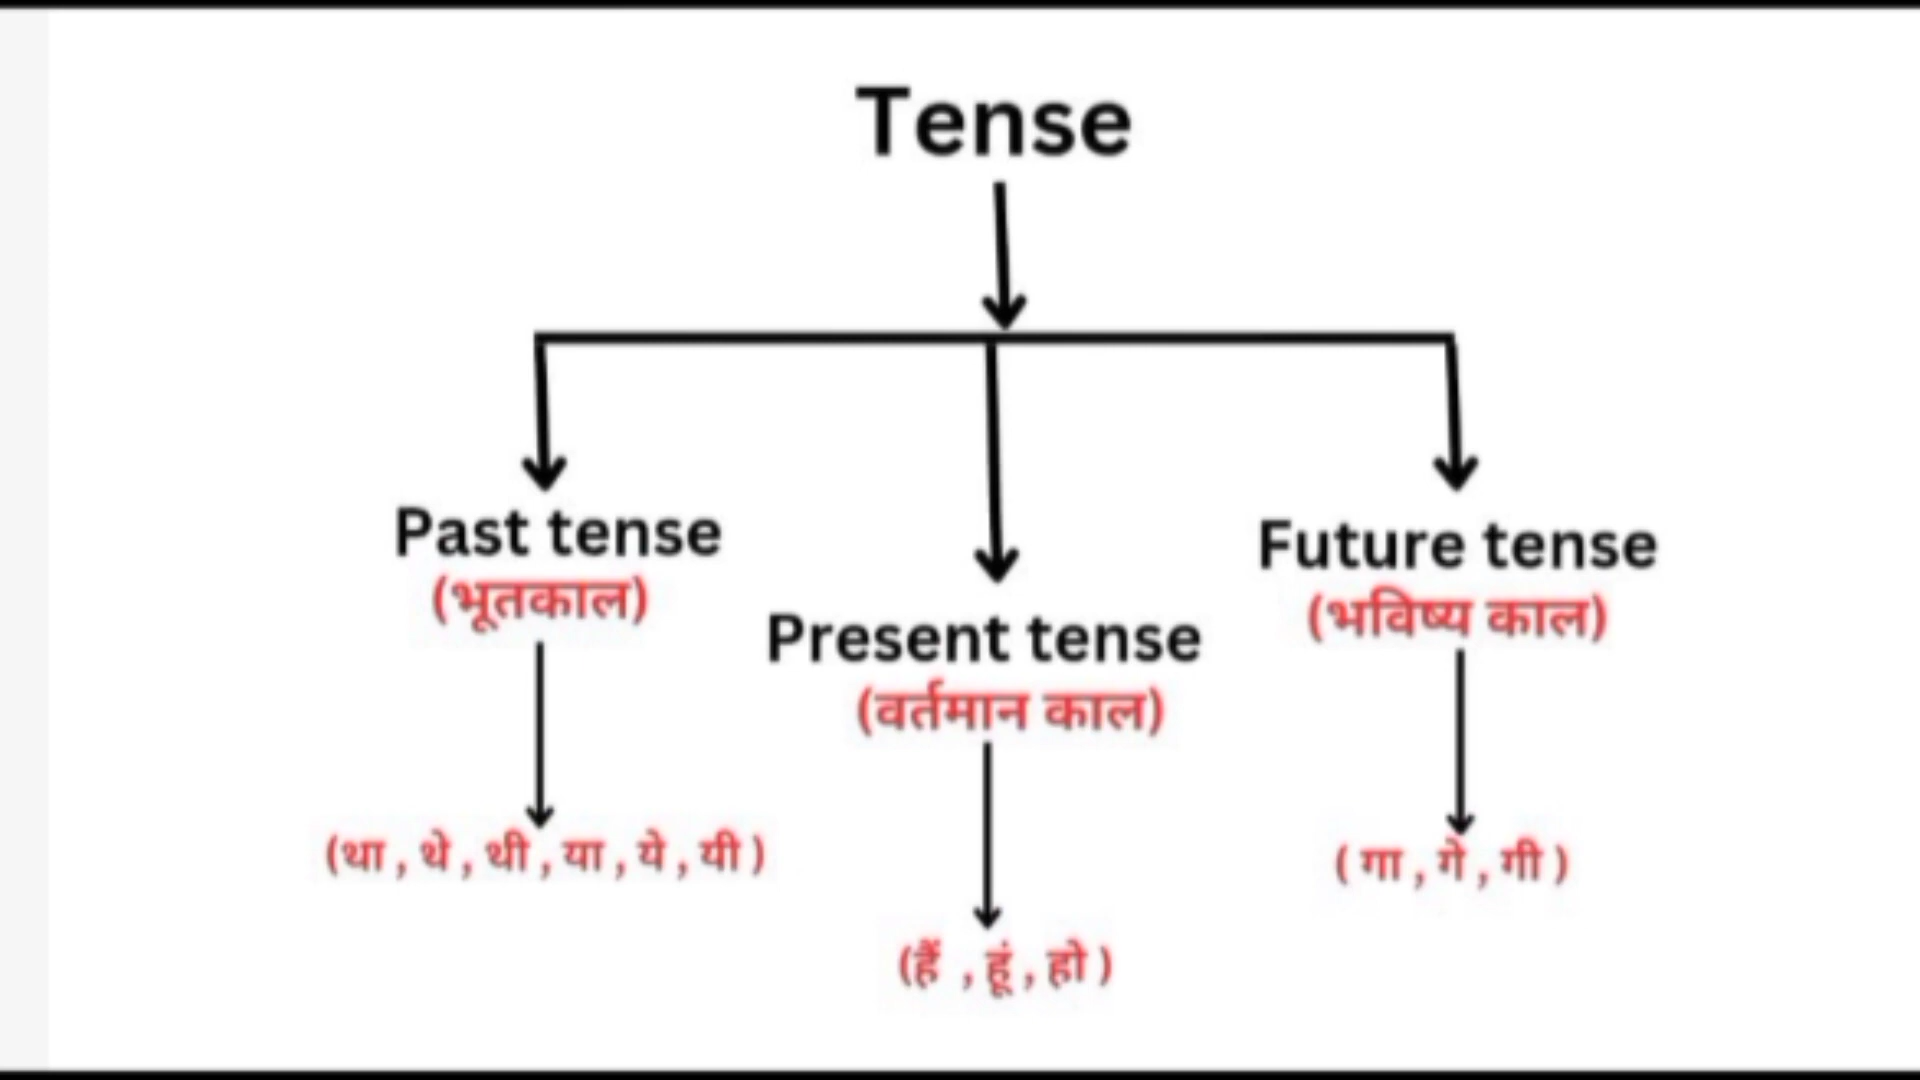 Tense
Past tense
(भूतकाल)
(था , थे , थी , या , ये , यी )
Present tense
(वर्तमान काल)
(हैं , हूं , हो )
Future tense
(भविष्य काल)
( गा , गे , गी )